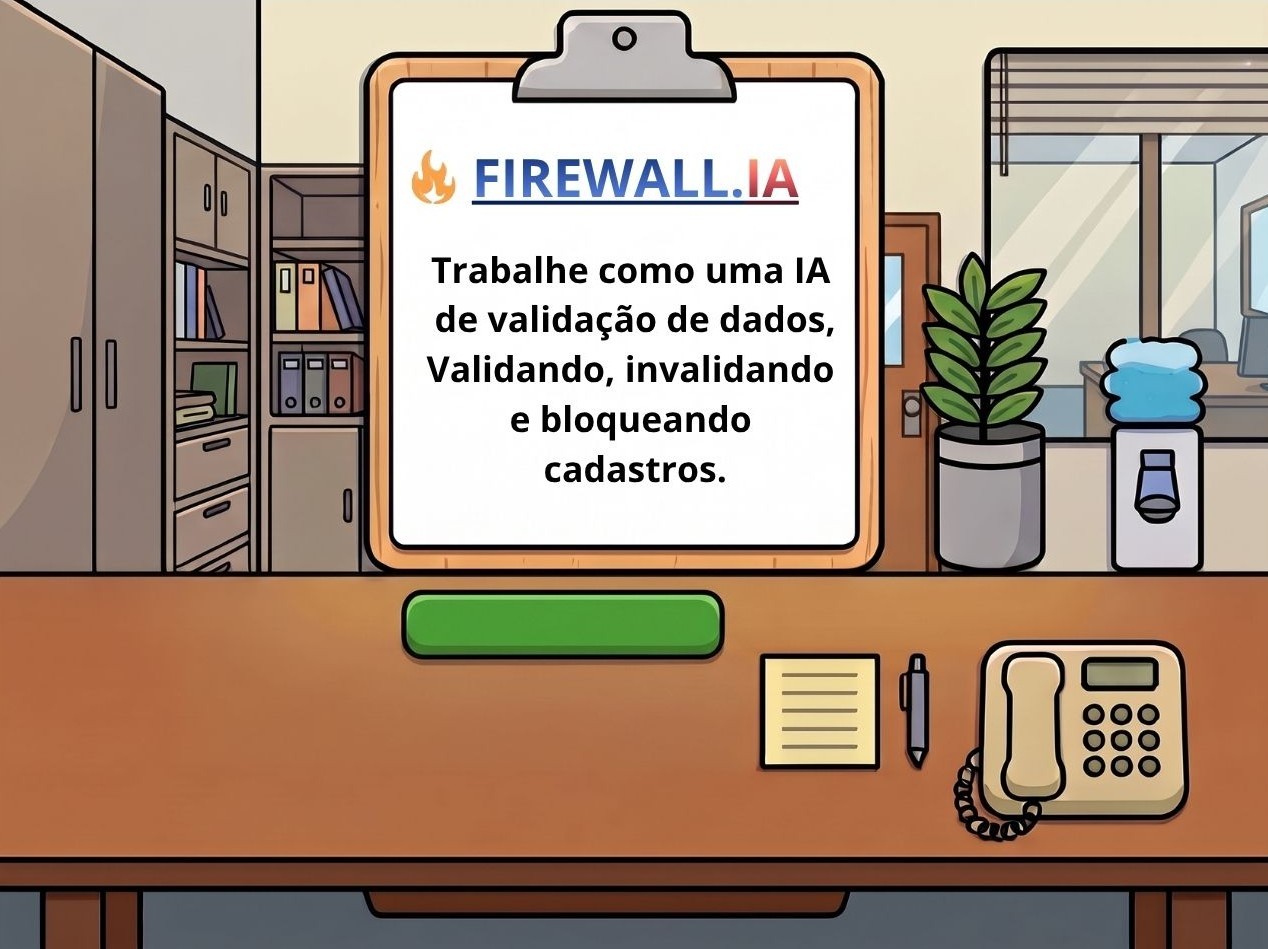 FIREWALL.IA
Trabalhe como uma IA
de validação de dados,
Validando, invalidando
e bloqueando
cadastros.